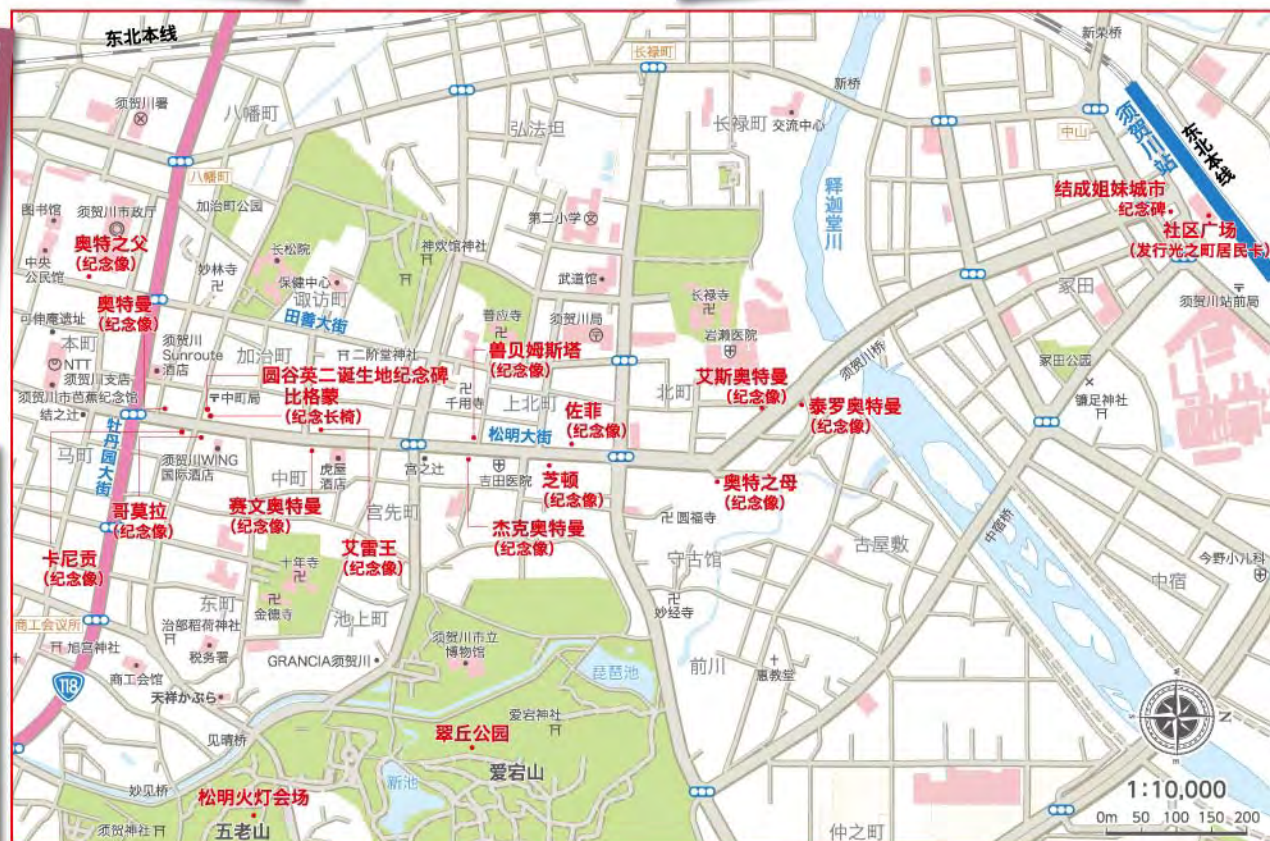 东北本线
长禄町
新荣桥
须贺川署
八幡町
弘法坦
长禄町
交流中心
新桥
中山
须贺川站
东北本线
八幡町
释迦堂川
结成姐妹城市
纪念碑
社区广场
(发行光之町居民卡)
图书馆
须贺川市政厅
加治町公园
第二小学
奥特之父
(纪念像)
中央
公民馆
妙林寺
长松院
神炊馆神社
保健中心
武道馆
长禄寺
冢田
须贺川站前局
奥特曼
(纪念像)
诹访町
田善大街
普应寺
须贺川局
岩濑医院
可伸庵遗址
本町
须贺川
Sunroute
酒店
加治町
二阶堂神社
兽贝姆斯塔
(纪念像)
须贺川桥
冢田公园
NTT
须贺川支店
圆谷英二诞生地纪念碑
比格蒙
(纪念长椅)
千用寺
上北町
北町
艾斯奥特曼
(纪念像)
泰罗奥特曼
(纪念像)
镰足神社
须贺川市芭蕉纪念馆
结之辻
中町局
佐菲
(纪念像)
松明大街
马町
牡丹园大街
须贺川WING
国际酒店
中町
虎屋
酒店
宫之辻
吉田医院
芝顿
(纪念像)
奥特之母
(纪念像)
N
S
哥莫拉
(纪念像)
赛文奥特曼
(纪念像)
宫先町
杰克奥特曼
(纪念像)
圆福寺
中宿桥
卡尼贡
(纪念像)
艾雷王
(纪念像)
十年寺
守古馆
古屋敷
中宿
今野小儿科
东町
金德寺
池上町
妙经寺
商工会议所
治部稻荷神社
税务署
须贺川市立
博物馆
旭宫神社
GRANCIA须贺川
琵琶池
前川
惠教堂
118
商工会馆
天祥かぶら
爱宕神社
见晴桥
翠丘公园
爱宕山
妙见桥
松明火灯会场
新池
须贺神社
五老山
仲之町
1:10,000
0m 50 100 150 200